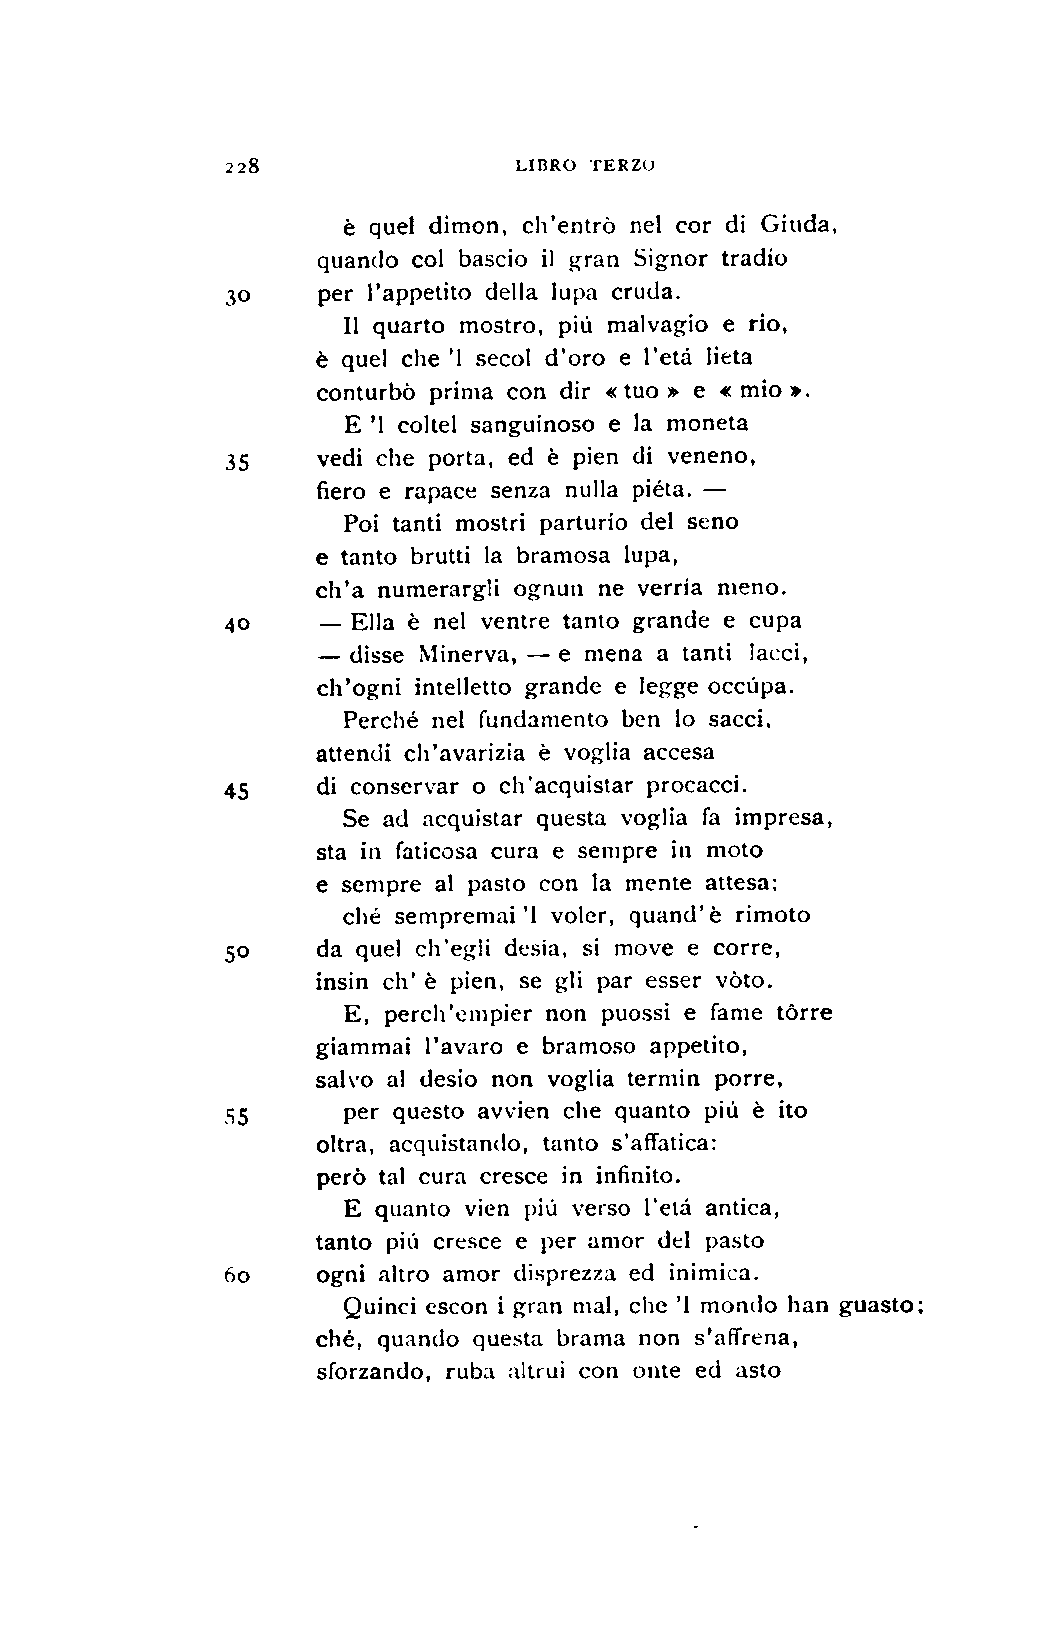 228 LIBRO TERZO
è quel dimon, ch'entrò nel cor di Giuda,
quando col bascio il gran Signor tradío
30 per l'appetito della lupa cruda.
Il quarto mostro, piú malvagio e rio,
è quel che 'l secol d'oro e l'etá lieta
conturbò prima con dir « tuo » e « mio ».
E 'l coltel sanguinoso e la moneta
35 vedi che porta, ed è pien di veneno,
fiero e rapace senza nulla piéta. —
Poi tanti mostri parturío del seno
e tanto brutti la bramosa lupa,
ch'a numerargli ognun ne verría meno.
40 — Ella è nel ventre tanto grande e cupa
— disse Minerva, — e mena a tanti lacci,
ch'ogni intelletto grande e legge occúpa.
Perché nel fundamento ben lo sacci,
attendi ch'avarizia è voglia accesa
45 di conservar o ch'acquistar procacci.
Se ad acquistar questa voglia fa impresa,
sta in faticosa cura e sempre in moto
e sempre al pasto con la mente attesa;
ché sempremai 'l voler, quand'è rimoto
50 da quel ch'egli desia, si move e corre,
insin ch' è pien, se gli par esser vòto.
E, perch'empier non puossi e fame tôrre
giammai l'avaro e bramoso appetito,
salvo al desio non voglia termin porre,
55 per questo avvien che quanto piú è ito
oltra, acquistando, tanto s'affatica:
però tal cura cresce in infinito.
E quanto vien piú verso l'etá antica,
tanto piú cresce e per amor del pasto
60 ogni altro amor disprezza ed inimica.
Quinci escon i gran mal, che 'l mondo han guasto;
ché, quando questa brama non s'affrena,
sforzando, ruba altrui con onte ed asto